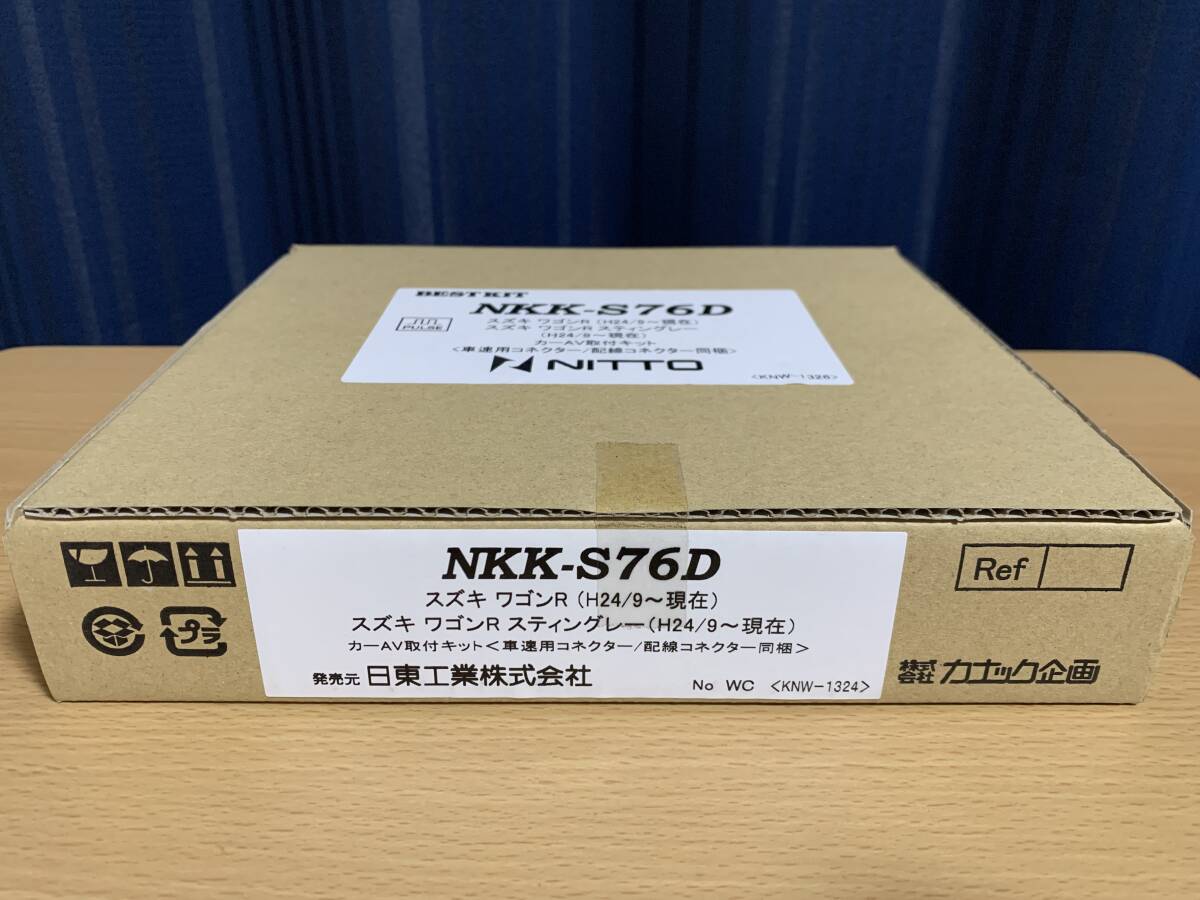 BEST KIT
NKK-S76D
PULSE
スズキ ワゴンR (H24/9～現在)
スズキ ワゴンR スティングレー
(H24/9～現在)
カーAV取付キット
<車速用コネクター/配線コネクター同梱>
NITTO
<KNW-1326>
NKK-S76D
スズキ ワゴンR (H24/9～現在)
スズキ ワゴンR スティングレー(H24/9～現在)
カーAV取付キット<車速用コネクター/配線コネクター同梱>
発売元 日東工業株式会社
No WC <KNW-1324>
プラ
Ref
株式会社 カナック企画